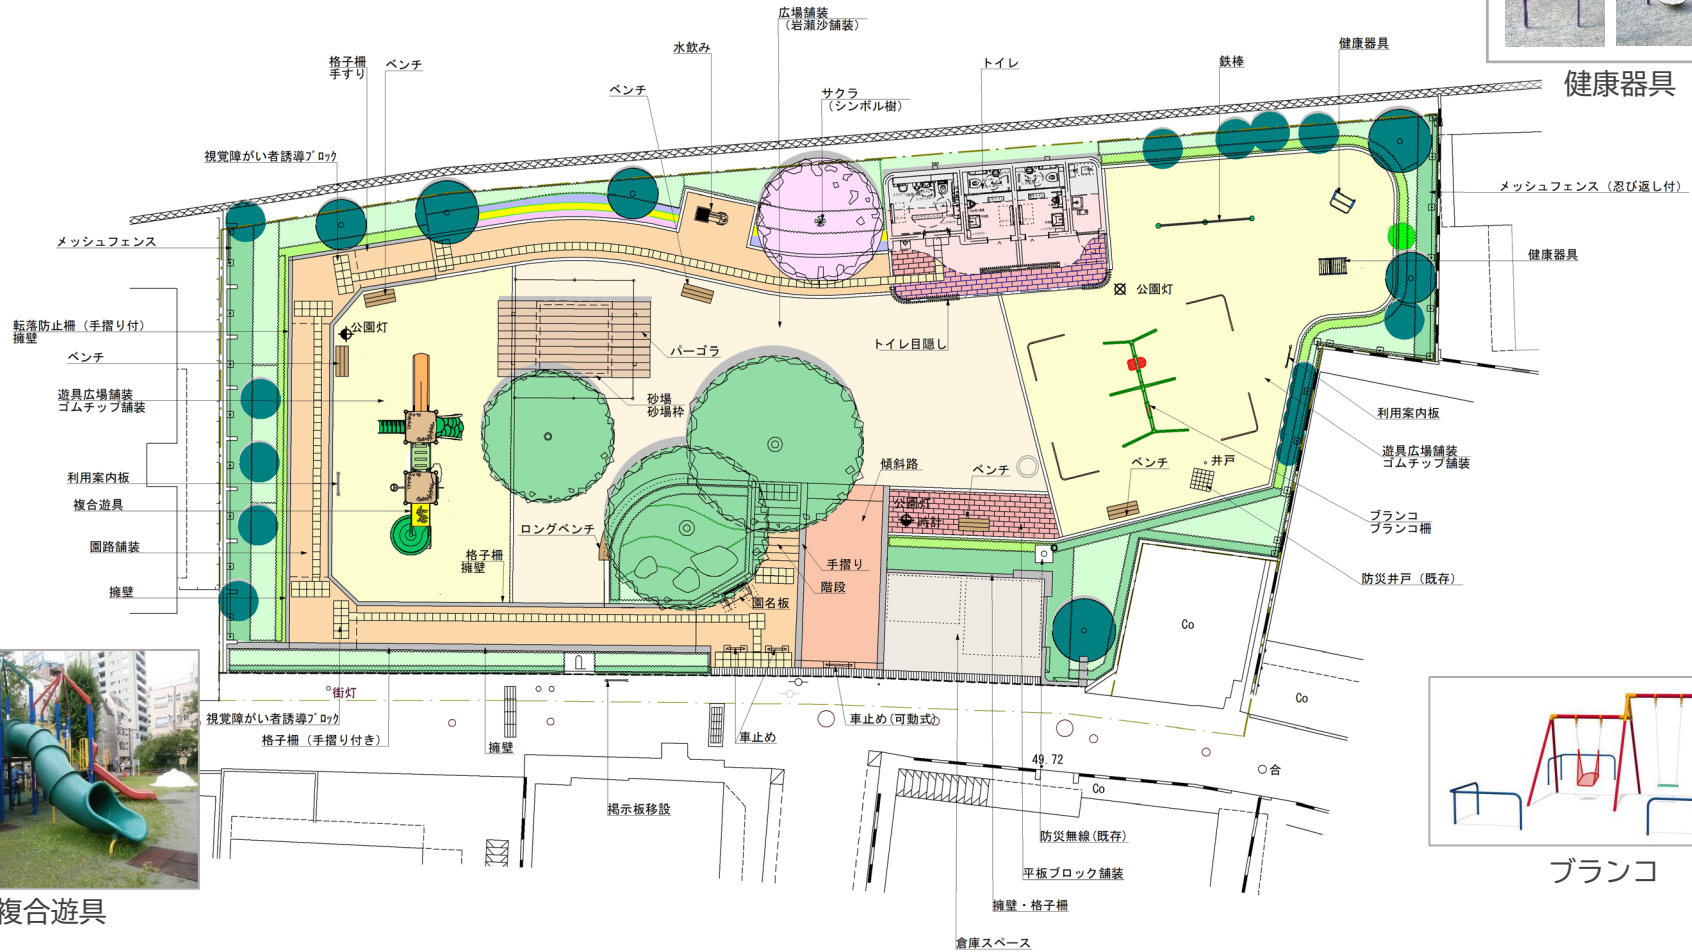 広場舗装
（岩瀬沙舗装）
水飲み
健康器具
格子柵
手すり
ベンチ
トイレ
鉄棒
健康器具
ベンチ
サクラ
（シンボル樹）
視覚障がい者誘導ﾌﾞﾛｯｸ
メッシュフェンス（忍び返し付）
メッシュフェンス
健康器具
公園灯
転落防止柵（手摺り付）
擁壁
公園灯
トイレ目隠し
パーゴラ
ベンチ
遊具広場舗装
ゴムチップ舗装
砂場
砂場枠
利用案内板
遊具広場舗装
ゴムチップ舗装
利用案内板
傾斜路
ベンチ
ベンチ
井戸
複合遊具
公園灯
時計
ブランコ
ブランコ柵
ロングベンチ
園路舗装
格子柵
擁壁
手摺り
階段
防災井戸（既存）
擁壁
園名板
Co
街灯
Co
視覚障がい者誘導ﾌﾞﾛｯｸ
車止め(可動式)
格子柵（手摺り付き）
擁壁
車止め
49.72
合
Co
掲示板移設
防災無線(既存)
平板ブロック舗装
ブランコ
擁壁・格子柵
複合遊具
倉庫スペース